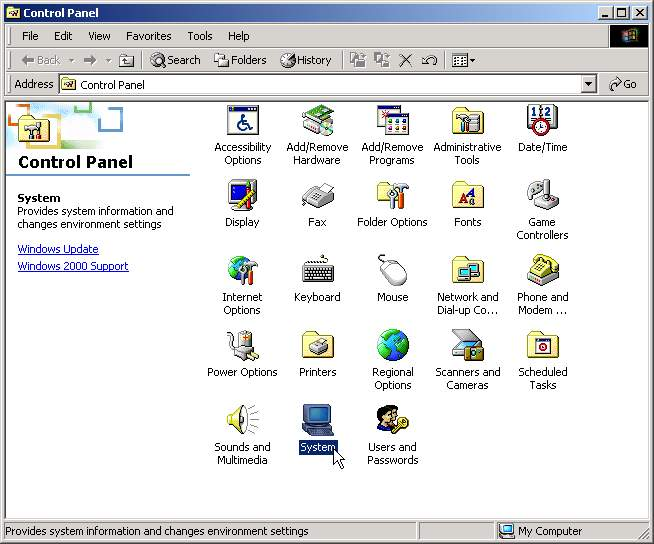 Control Panel
File Edit View Favorites Tools Help
Back Search Folders History
Address Control Panel Go
Control Panel
System
Provides system information and
changes environment settings
Windows Update
Windows 2000 Support
Accessibility
Options
Add/Remove
Hardware
Add/Remove
Programs
Administrative
Tools
Date/Time
Display
Fax
Folder Options
Fonts
Game
Controllers
Internet
Options
Keyboard
Mouse
Network and
Dial-up Co...
Phone and
Modem ...
Power Options
Printers
Regional
Options
Scanners and
Cameras
Scheduled
Tasks
Sounds and
Multimedia
System
Users and
Passwords
Provides system information and changes environment settings
My Computer